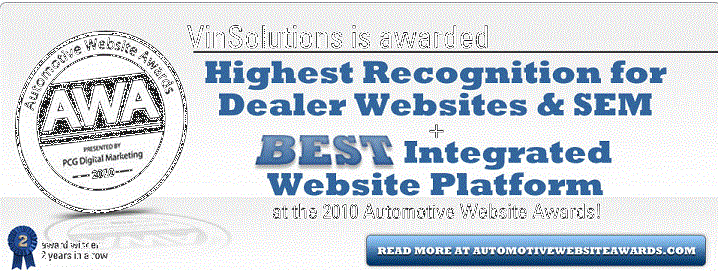 VinSolutions is awarded
Highest Recognition for
Dealer Websites & SEM
+
BEST Integrated
Website Platform
at the 2010 Automotive Website Awards!
Automotive Website Awards
AWA
PRESENTED BY
PCG Digital Marketing
2010
2
award winner
2 years in a row
READ MORE AT AUTOMOTIVEWEBSITEAWARDS.COM